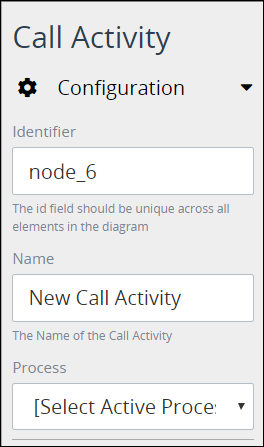 Call Activity
Configuration
Identifier
node_6
The id field should be unique across all
elements in the diagram
Name
New Call Activity
The Name of the Call Activity
Process
[Select Active Proces